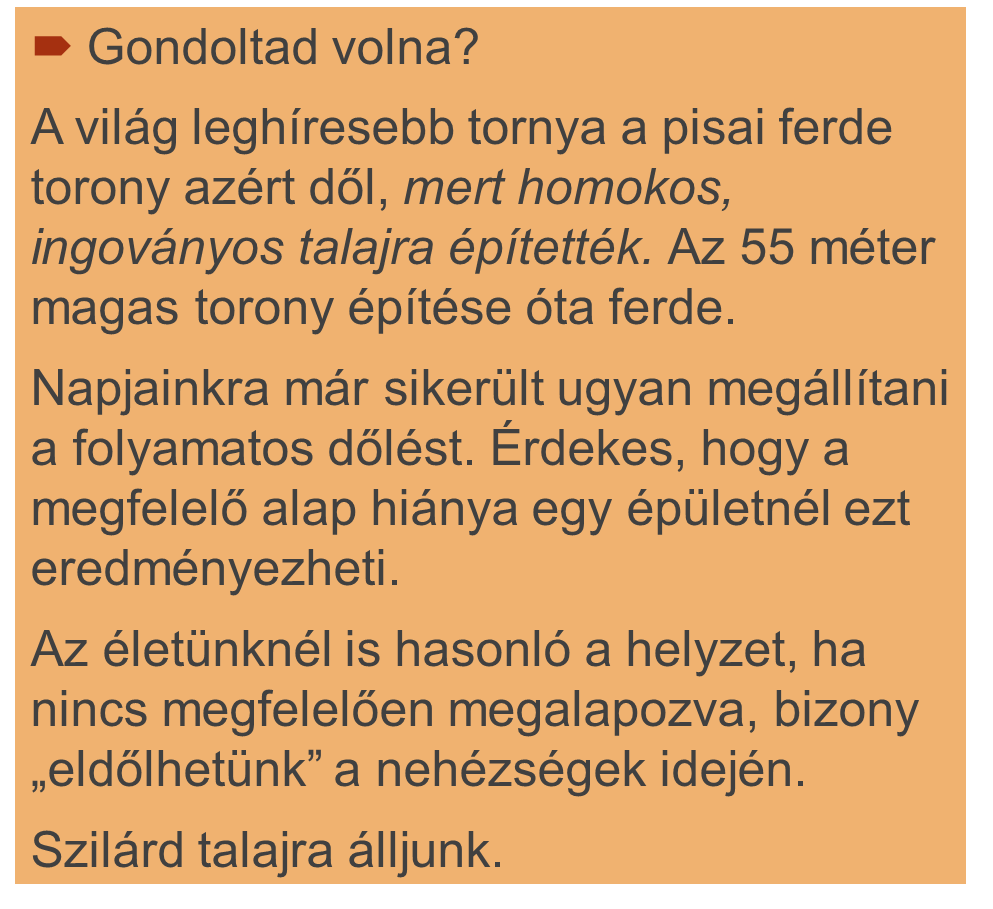 Gondoltad volna?
A világ leghíresebb tornya a pisai ferde
torony azért dől, mert homokos,
ingoványos talajra építették. Az 55 méter
magas torony építése óta ferde.
Napjainkra már sikerült ugyan megállítani
a folyamatos dőlést. Érdekes, hogy a
megfelelő alap hiánya egy épületnél ezt
eredményezheti.
Az életünknél is hasonló a helyzet, ha
nincs megfelelően megalapozva, bizony
„eldőlhetünk” a nehézségek idején.
Szilárd talajra álljunk.